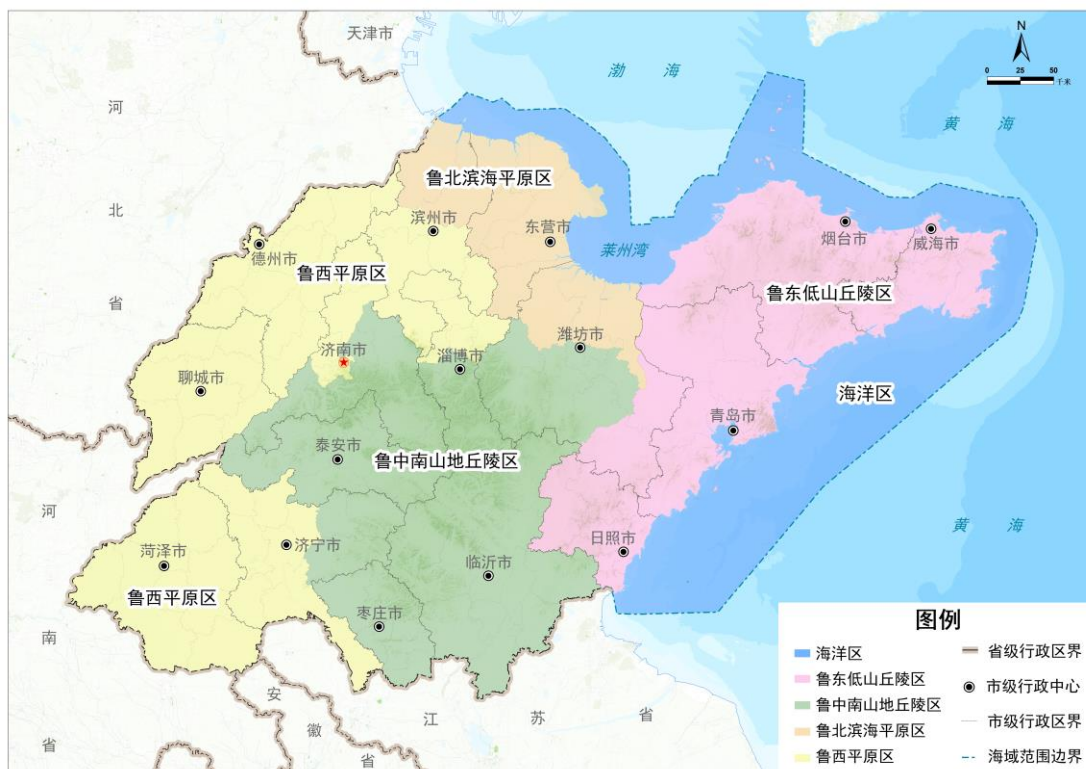 天津市
渤 海
N
0 25 50
千米
黄 海
河
北
省
鲁北滨海平原区
滨州市
东营市
莱州湾
烟台市
威海市
德州市
鲁西平原区
鲁东低山丘陵区
济南市
淄博市
潍坊市
聊城市
海洋区
青岛市
泰安市
鲁中南山地丘陵区
黄 海
河
南
省
菏泽市
济宁市
日照市
临沂市
鲁西平原区
枣庄市
安
徽
省
江 苏 省
图例
海洋区
省级行政区界
鲁东低山丘陵区
市级行政中心
鲁中南山地丘陵区
市级行政区界
鲁北滨海平原区
海域范围边界
鲁西平原区